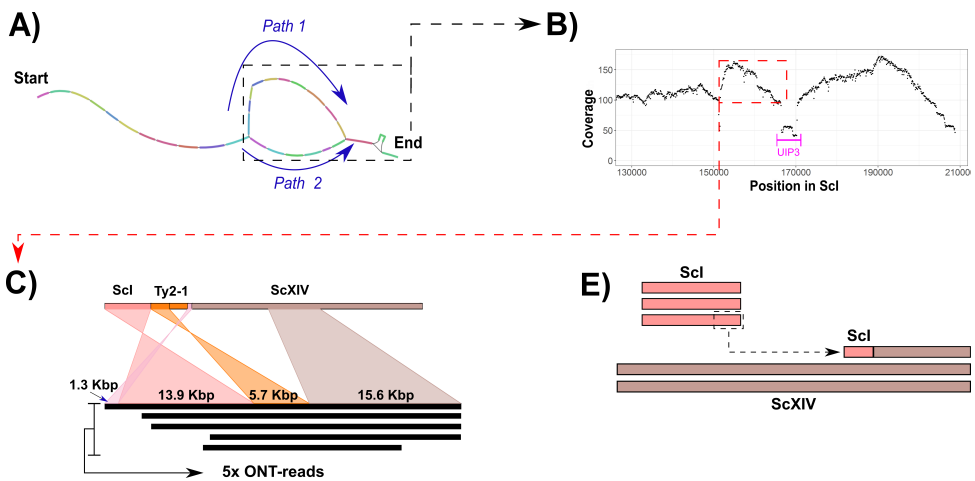 A)
Path 1
Start
End
Path 2
B)
Coverage
150
100
50
0
UIP3
130000
150000
170000
190000
210000
Position in ScI
C)
ScI
Ty2-1
ScXIV
1.3 Kbp
13.9 Kbp
5.7 Kbp
15.6 Kbp
5x ONT-reads
E)
ScI
ScI
ScXIV